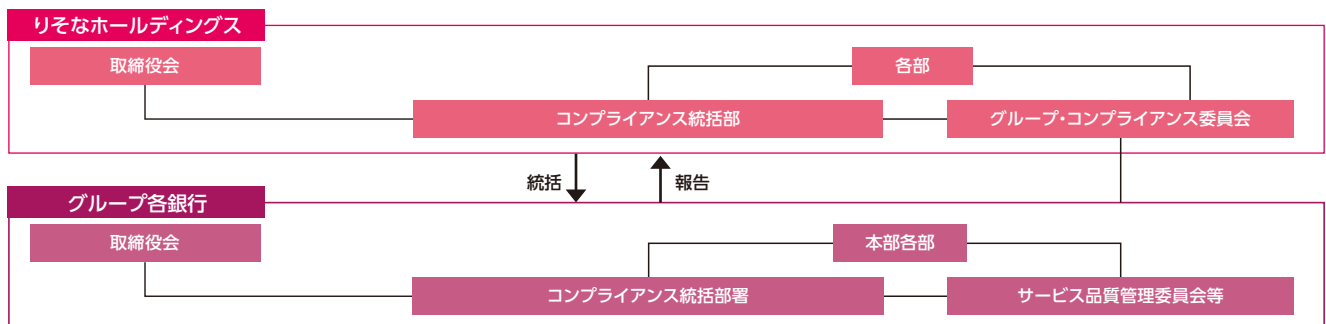 りそなホールディングス
取締役会
各部
コンプライアンス統括部
グループ・コンプライアンス委員会
統括
報告
グループ各銀行
取締役会
本部各部
コンプライアンス統括部署
サービス品質管理委員会等